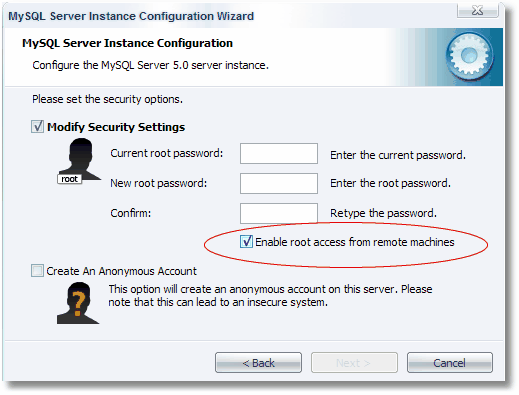 MySQL Server Instance Configuration Wizard
MySQL Server Instance Configuration
Configure the MySQL Server 5.0 server instance.
Please set the security options.
Modify Security Settings
root
Current root password:
Enter the current password.
New root password:
Enter the root password.
Confirm:
Retype the password.
Enable root access from remote machines
Create An Anonymous Account
This option will create an anonymous account on this server. Please
note that this can lead to an insecure system.
< Back
Next >
Cancel